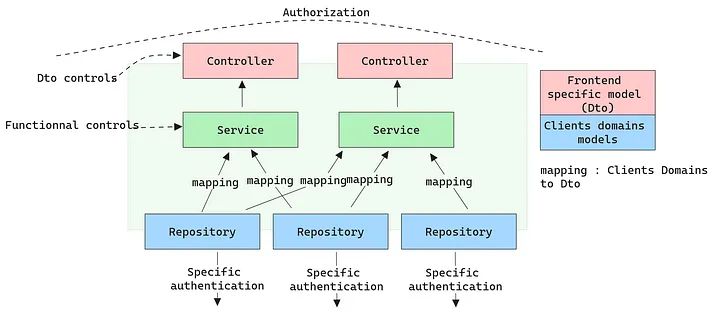 Authorization
Controller
Controller
Dto controls
Frontend
specific model
(Dto)
Functionnal controls
Service
Service
Clients domains
models
mapping : Clients Domains
to Dto
mapping
mapping
mapping
mapping
mapping
Repository
Repository
Repository
Specific
authentication
Specific
authentication
Specific
authentication